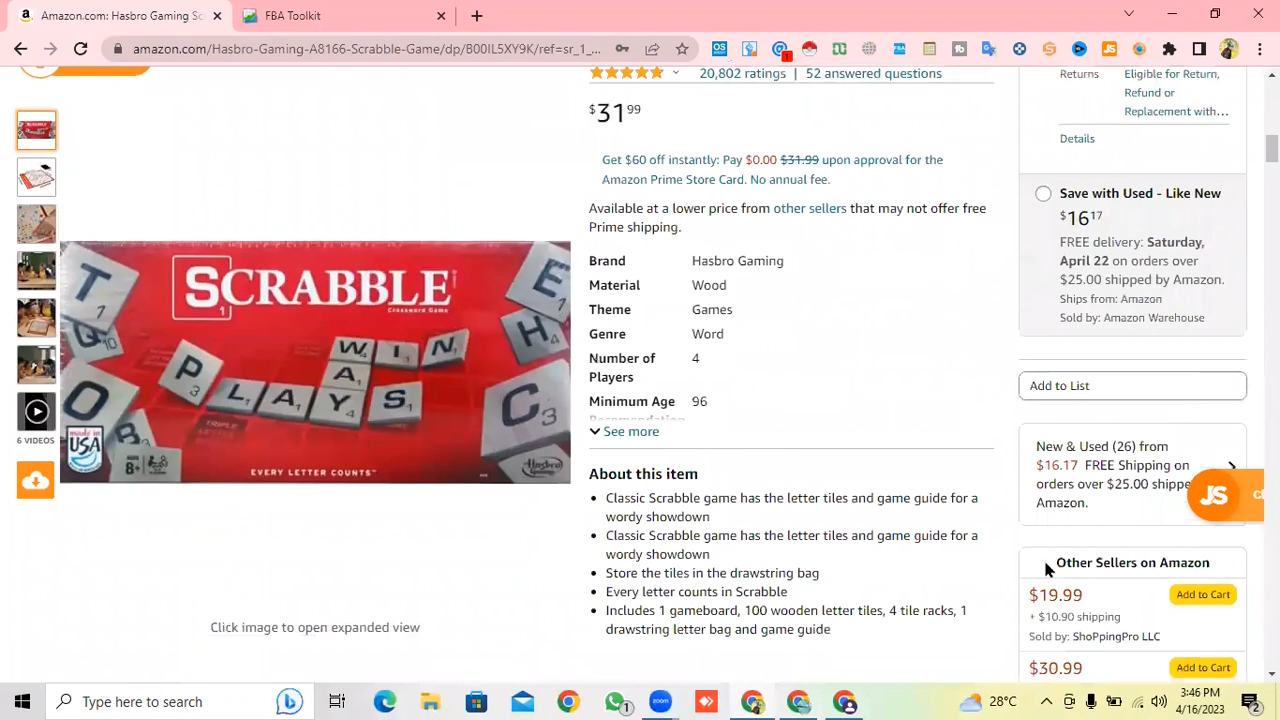 Amazon.com: Hasbro Gaming Sc
FBA Toolkit
amazon.com/Hasbro-Gaming-A8166-Scrabble-Game/dp/B00IL5XY9K/ref=sr_1_...
20,802 ratings | 52 answered questions
$31 99
Get $60 off instantly: Pay $0.00 $31.99 upon approval for the
Amazon Prime Store Card. No annual fee.
Available at a lower price from other sellers that may not offer free
Prime shipping.
Brand Hasbro Gaming
Material Wood
Theme Games
Genre Word
Number of 4
Players
Minimum Age 96
See more
About this item
Classic Scrabble game has the letter tiles and game guide for a
wordy showdown
Classic Scrabble game has the letter tiles and game guide for a
wordy showdown
Store the tiles in the drawstring bag
Every letter counts in Scrabble
Includes 1 gameboard, 100 wooden letter tiles, 4 tile racks, 1
drawstring letter bag and game guide
Returns Eligible for Return,
Refund or
Replacement with...
Details
Save with Used - Like New
$16 17
FREE delivery: Saturday,
April 22 on orders over
$25.00 shipped by Amazon.
Ships from: Amazon
Sold by: Amazon Warehouse
Add to List
New & Used (26) from
$16.17 FREE Shipping on
orders over $25.00 shippe
Amazon.
JS
Other Sellers on Amazon
$19.99 Add to Cart
+ $10.90 shipping
Sold by: ShoPpingPro LLC
$30.99 Add to Cart
SCRABBLE
Crossword Game
WIN
A
PLAYS
TRIPLE
made in
USA
8+
EVERY LETTER COUNTS
Hasbro
6 VIDEOS
Click image to open expanded view
Type here to search
28°C
3:46 PM
4/16/2023